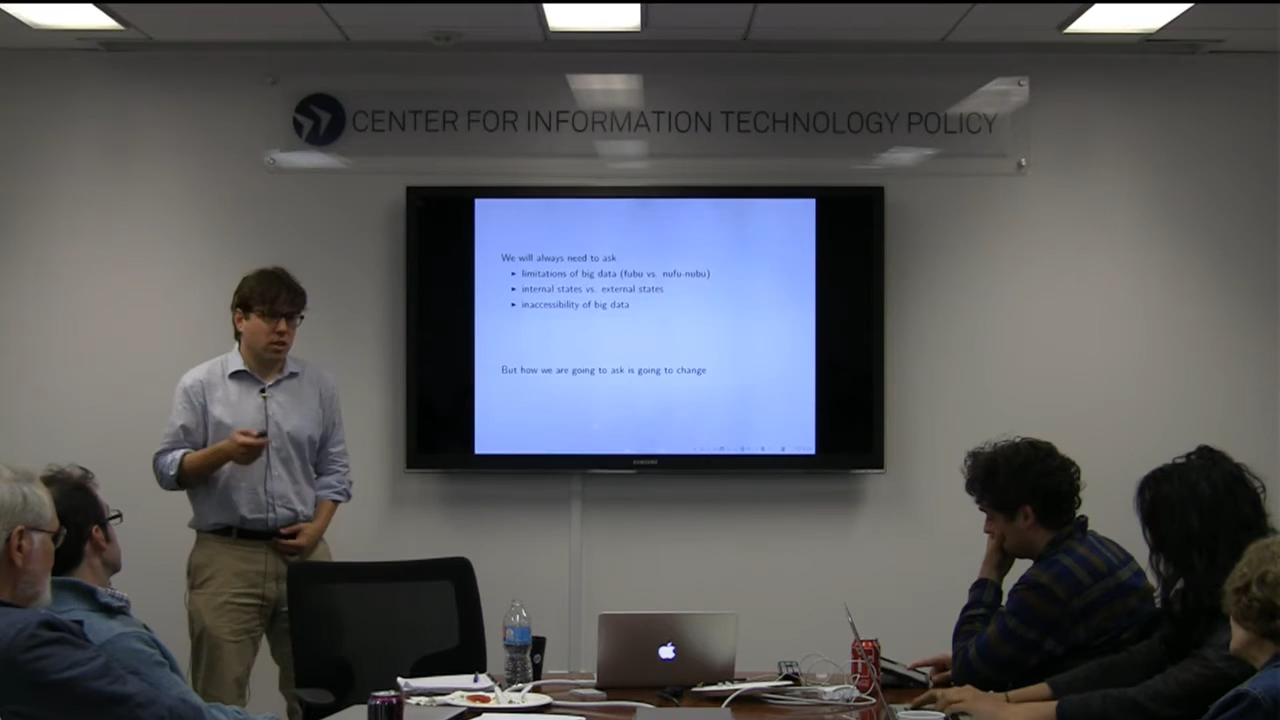 CENTER FOR INFORMATION TECHNOLOGY POLICY
We will always need to ask
limitations of big data (fubu vs. nufu-nubu)
internal states vs. external states
inaccessibility of big data
But how we are going to ask is going to change
SAMSUNG